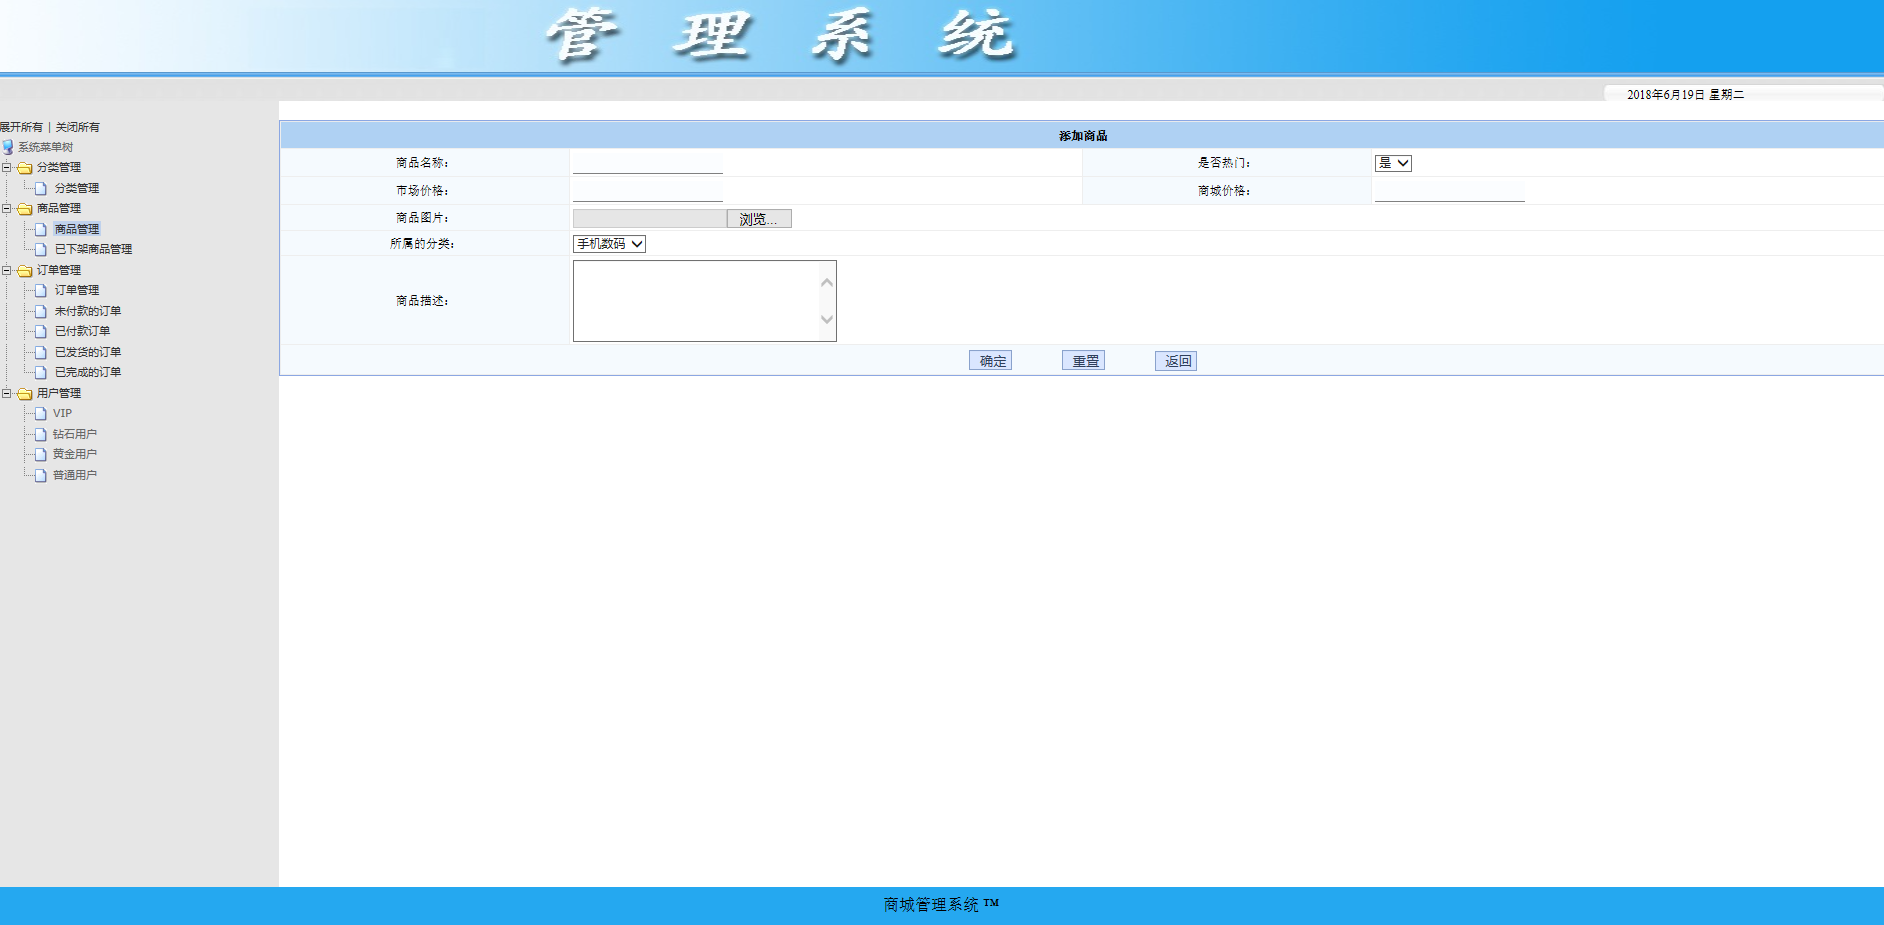 管理系统
2018年6月19日 星期二
展开所有 | 关闭所有
系统菜单树
分类管理
分类管理
商品管理
商品管理
已下架商品管理
订单管理
订单管理
未付款的订单
已付款订单
已发货的订单
已完成的订单
用户管理
VIP
钻石用户
黄金用户
普通用户
添加商品
商品名称： 是否热门： 是
市场价格： 商城价格：
商品图片： 浏览...
所属的分类： 手机数码
商品描述：
确定 重置 返回
商城管理系统 ™